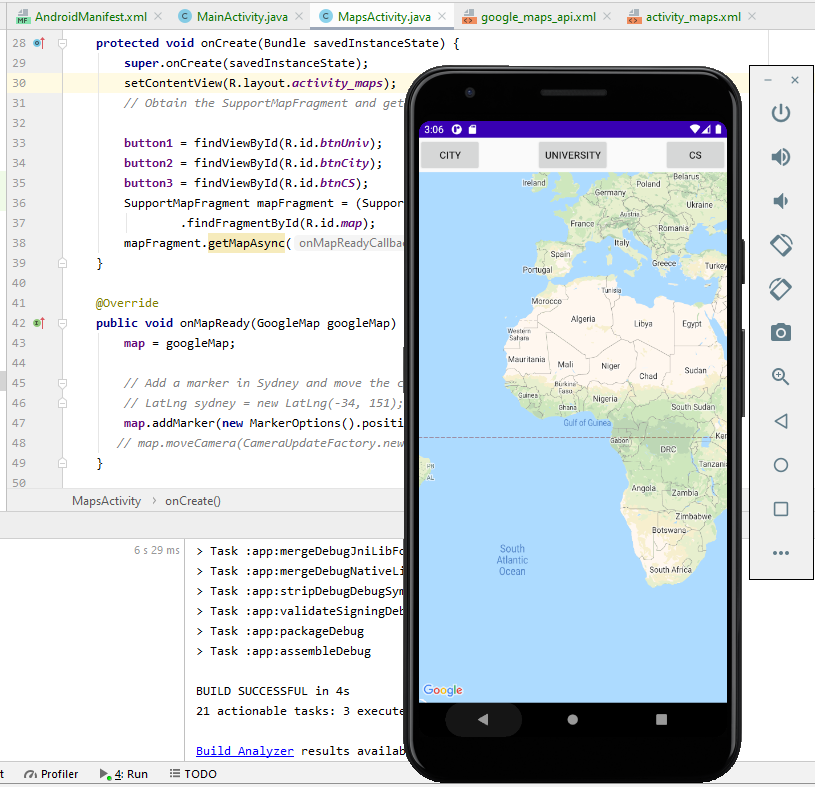 AndroidManifest.xml MainActivity.java MapsActivity.java google_maps_api.xml activity_maps.xml
28 protected void onCreate(Bundle savedInstanceState) {
29 super.onCreate(savedInstanceState);
30 setContentView(R.layout.activity_maps);
31 // Obtain the SupportMapFragment and get
32
33 button1 = findViewById(R.id.btnUniv);
34 button2 = findViewById(R.id.btnCity);
35 button3 = findViewById(R.id.btnCS);
36 SupportMapFragment mapFragment = (Suppor
37 .findFragmentById(R.id.map);
38 mapFragment.getMapAsync( onMapReadyCallba
39 }
40
41 @Override
42 public void onMapReady(GoogleMap googleMap)
43 map = googleMap;
44
45 // Add a marker in Sydney and move the c
46 // LatLng sydney = new LatLng(-34, 151);
47 map.addMarker(new MarkerOptions().positi
48 // map.moveCamera(CameraUpdateFactory.new
49 }
50
MapsActivity > onCreate()
6 s 29 ms
> Task :app:mergeDebugJniLibFo
> Task :app:mergeDebugNativeLi
> Task :app:stripDebugDebugSym
> Task :app:validateSigningDeb
> Task :app:packageDebug
> Task :app:assembleDebug
BUILD SUCCESSFUL in 4s
21 actionable tasks: 3 execute
Build Analyzer results availab
t Profiler 4: Run TODO
3:06
CITY UNIVERSITY CS
Ireland
Poland
Belarus
Germany
Ukraine
France
Austria
Romania
Italy
Spain
Greece
Portugal
Turkey
Tunisia
Morocco
Algeria
Libya
Egypt
Western
Sahara
Mauritania
Mali
Niger
Chad
Sudan
Burkina
Faso
Guinea
Ghana
Nigeria
South Sudan
Gulf of Guinea
Gabon
Ken
DRC
Tanzania
PB
AL
Angola
Zambia
Zimbabwe
Botswana
South
Atlantic
Ocean
South Africa
Google